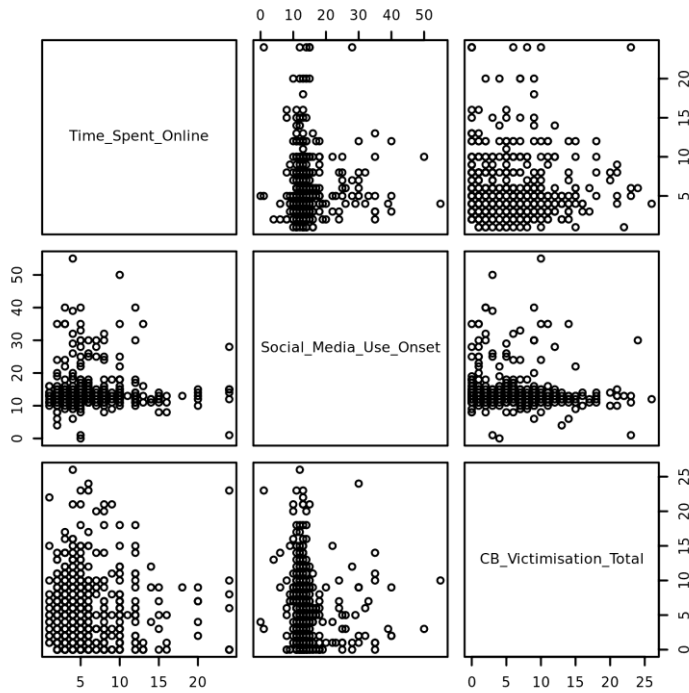 0 10 20 30 40 50
Time_Spent_Online
5 10 15 20
0 10 20 30 40 50
Social_Media_Use_Onset
0 5 10 15 20 25
CB_Victimisation_Total
5 10 15 20
0 5 10 15 20 25